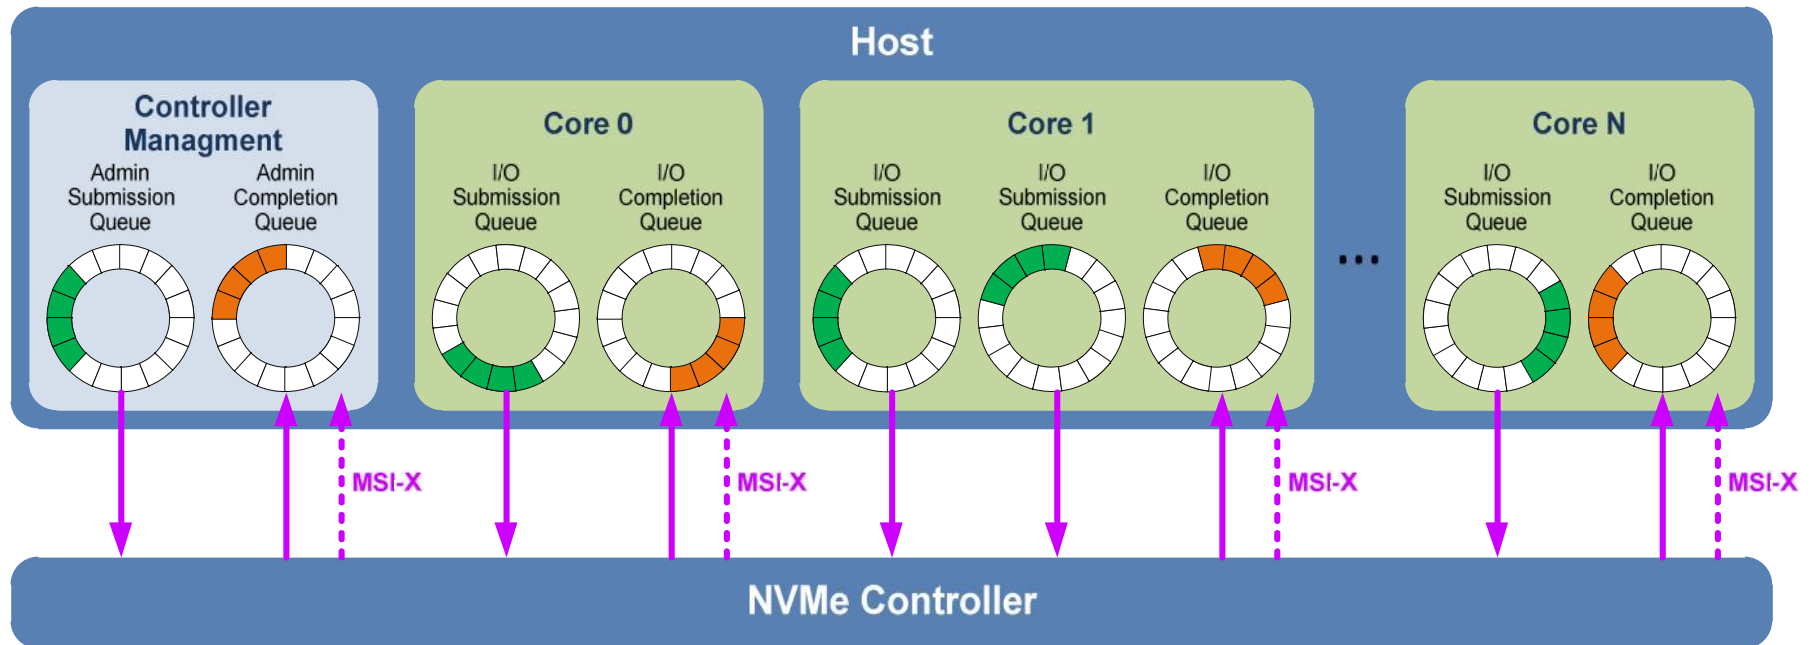 Host
Controller
Managment
Admin
Submission
Queue
Admin
Completion
Queue
Core 0
I/O
Submission
Queue
I/O
Completion
Queue
Core 1
I/O
Submission
Queue
I/O
Submission
Queue
I/O
Completion
Queue
...
Core N
I/O
Submission
Queue
I/O
Completion
Queue
MSI-X
MSI-X
MSI-X
MSI-X
NVMe Controller